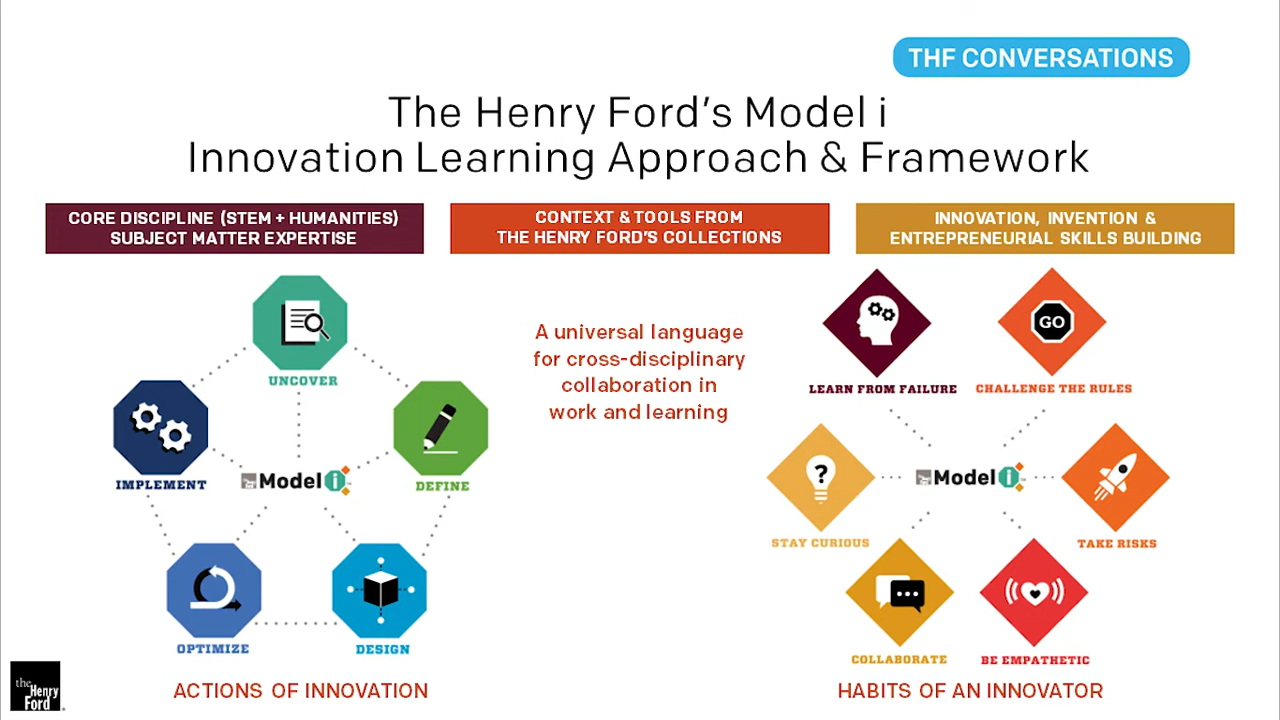 THF CONVERSATIONS
The Henry Ford's Model i
Innovation Learning Approach & Framework
CORE DISCIPLINE (STEM + HUMANITIES)
SUBJECT MATTER EXPERTISE
CONTEXT & TOOLS FROM
THE HENRY FORD'S COLLECTIONS
INNOVATION, INVENTION &
ENTREPRENEURIAL SKILLS BUILDING
UNCOVER
IMPLEMENT
Model i
DEFINE
OPTIMIZE
DESIGN
ACTIONS OF INNOVATION
A universal language
for cross-disciplinary
collaboration in
work and learning
GO
LEARN FROM FAILURE
CHALLENGE THE RULES
?
Model i
STAY CURIOUS
TAKE RISKS
COLLABORATE
BE EMPATHETIC
HABITS OF AN INNOVATOR
the
Henry
Ford